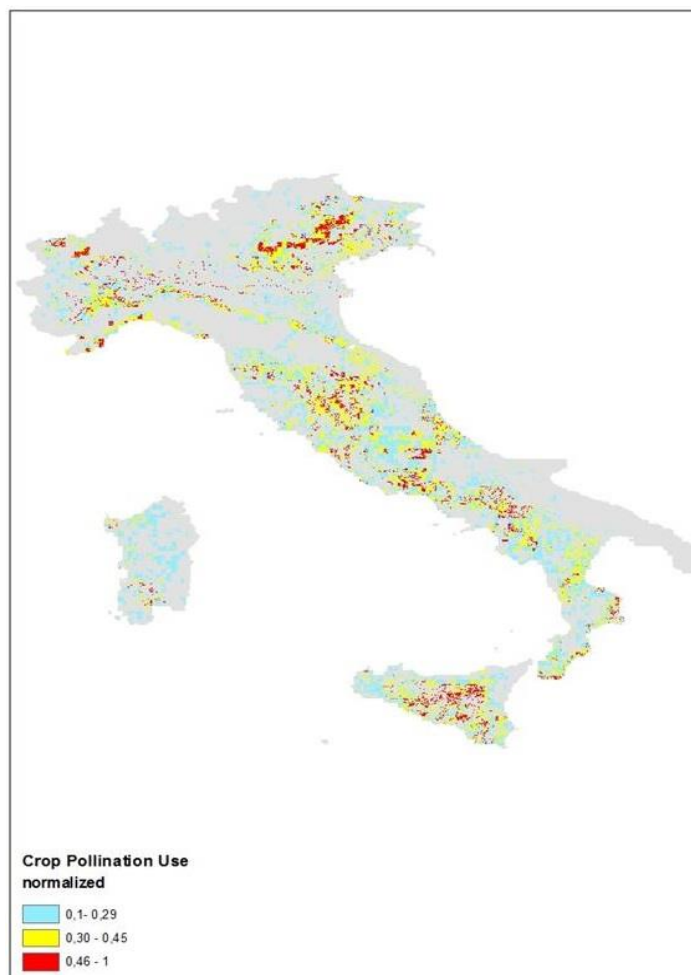 Crop Pollination Use
normalized
0,1- 0,29
0,30 - 0,45
0,46 - 1